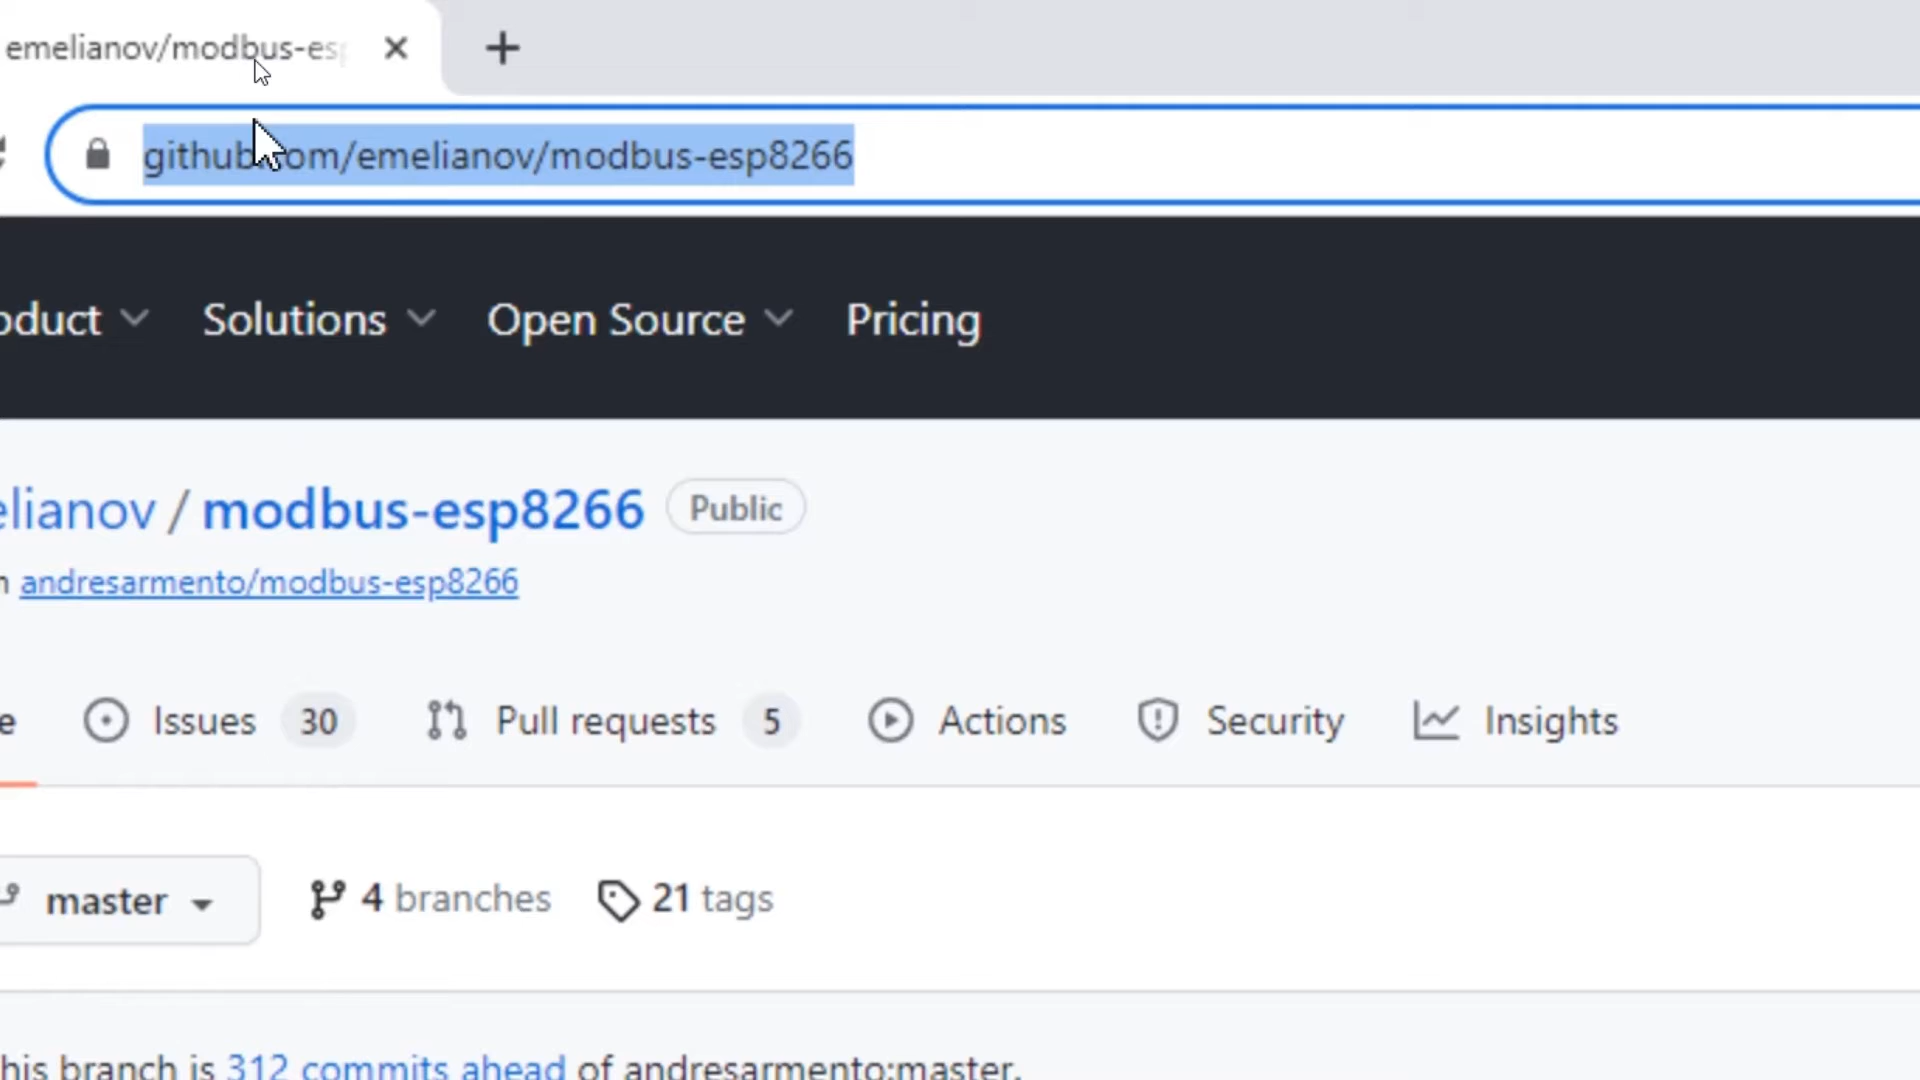 emelianov/modbus-esp
github.com/emelianov/modbus-esp8266
oduct Solutions Open Source Pricing
elianov / modbus-esp8266 Public
andresarmento/modbus-esp8266
e Issues 30 Pull requests 5 Actions Security Insights
master 4 branches 21 tags
his branch is 312 commits ahead of andresarmento:master.